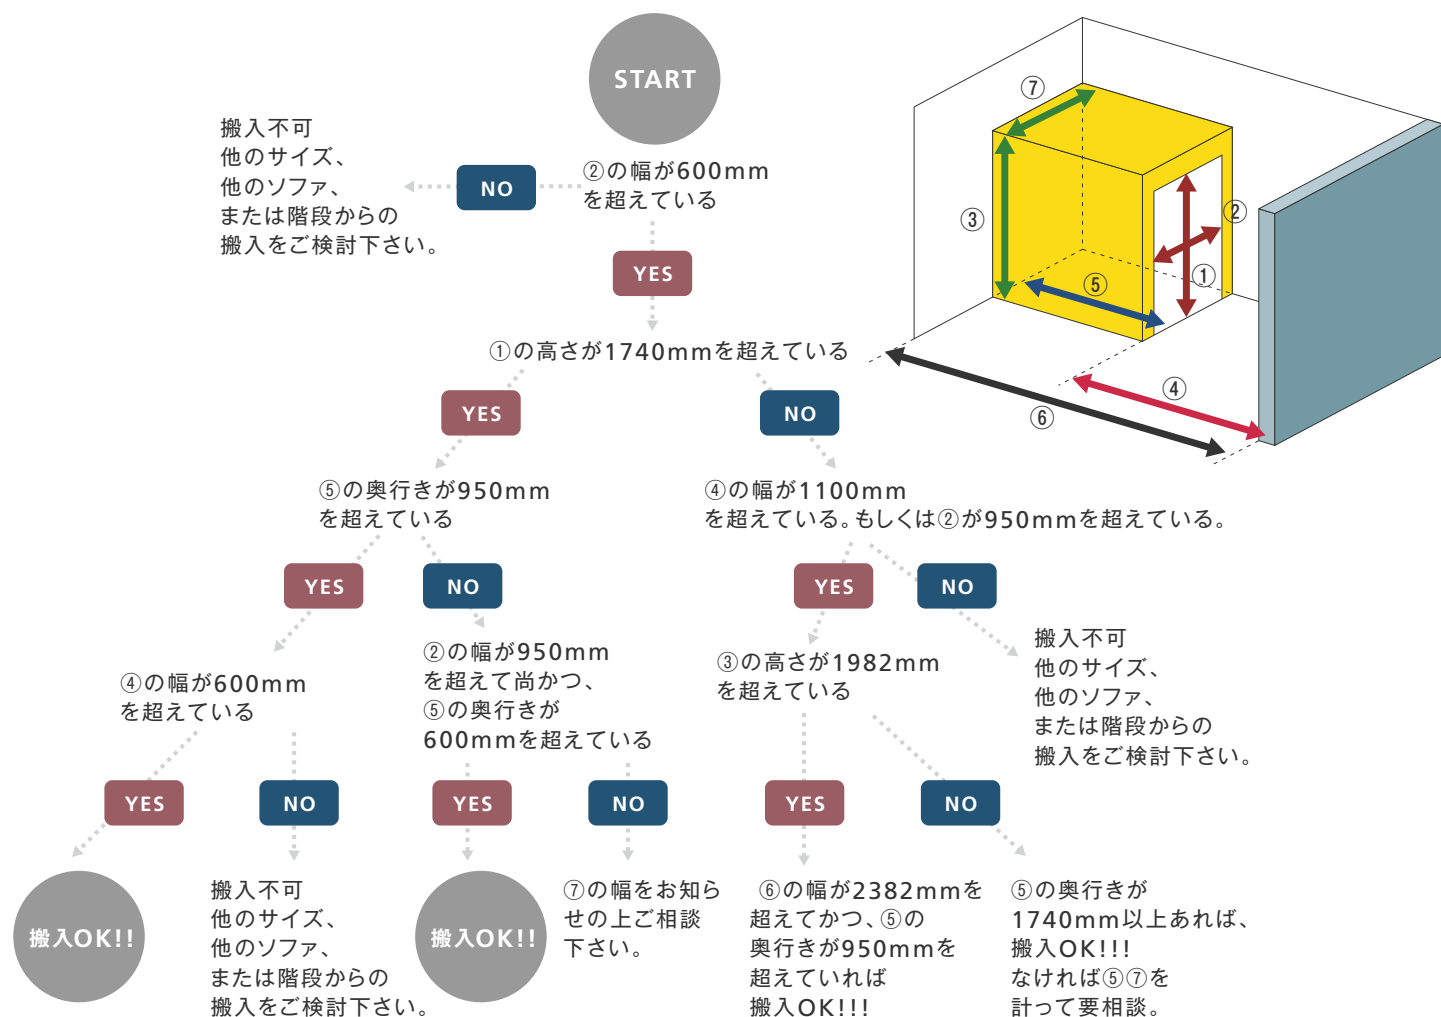 START
搬入不可
他のサイズ、
他のソファ、
または階段からの
搬入をご検討下さい。
NO
②の幅が600mm
を超えている
YES
①の高さが1740mmを超えている
YES
NO
⑤の奥行きが950mm
を超えている
④の幅が1100mm
を超えている。もしくは②が950mmを超えている。
YES
NO
YES
NO
④の幅が600mm
を超えている
②の幅が950mm
を超えて尚かつ、
⑤の奥行きが
600mmを超えている
③の高さが1982mm
を超えている
搬入不可
他のサイズ、
他のソファ、
または階段からの
搬入をご検討下さい。
YES
NO
YES
NO
YES
NO
搬入OK!!
搬入不可
他のサイズ、
他のソファ、
または階段からの
搬入をご検討下さい。
搬入OK!!
⑦の幅をお知ら
せの上ご相談
下さい。
⑥の幅が2382mmを
超えてかつ、⑤の
奥行きが950mmを
超えていれば
搬入OK!!!
⑤の奥行きが
1740mm以上あれば、
搬入OK!!!
なければ⑤⑦を
計って要相談。
⑦
③
②
①
⑤
④
⑥